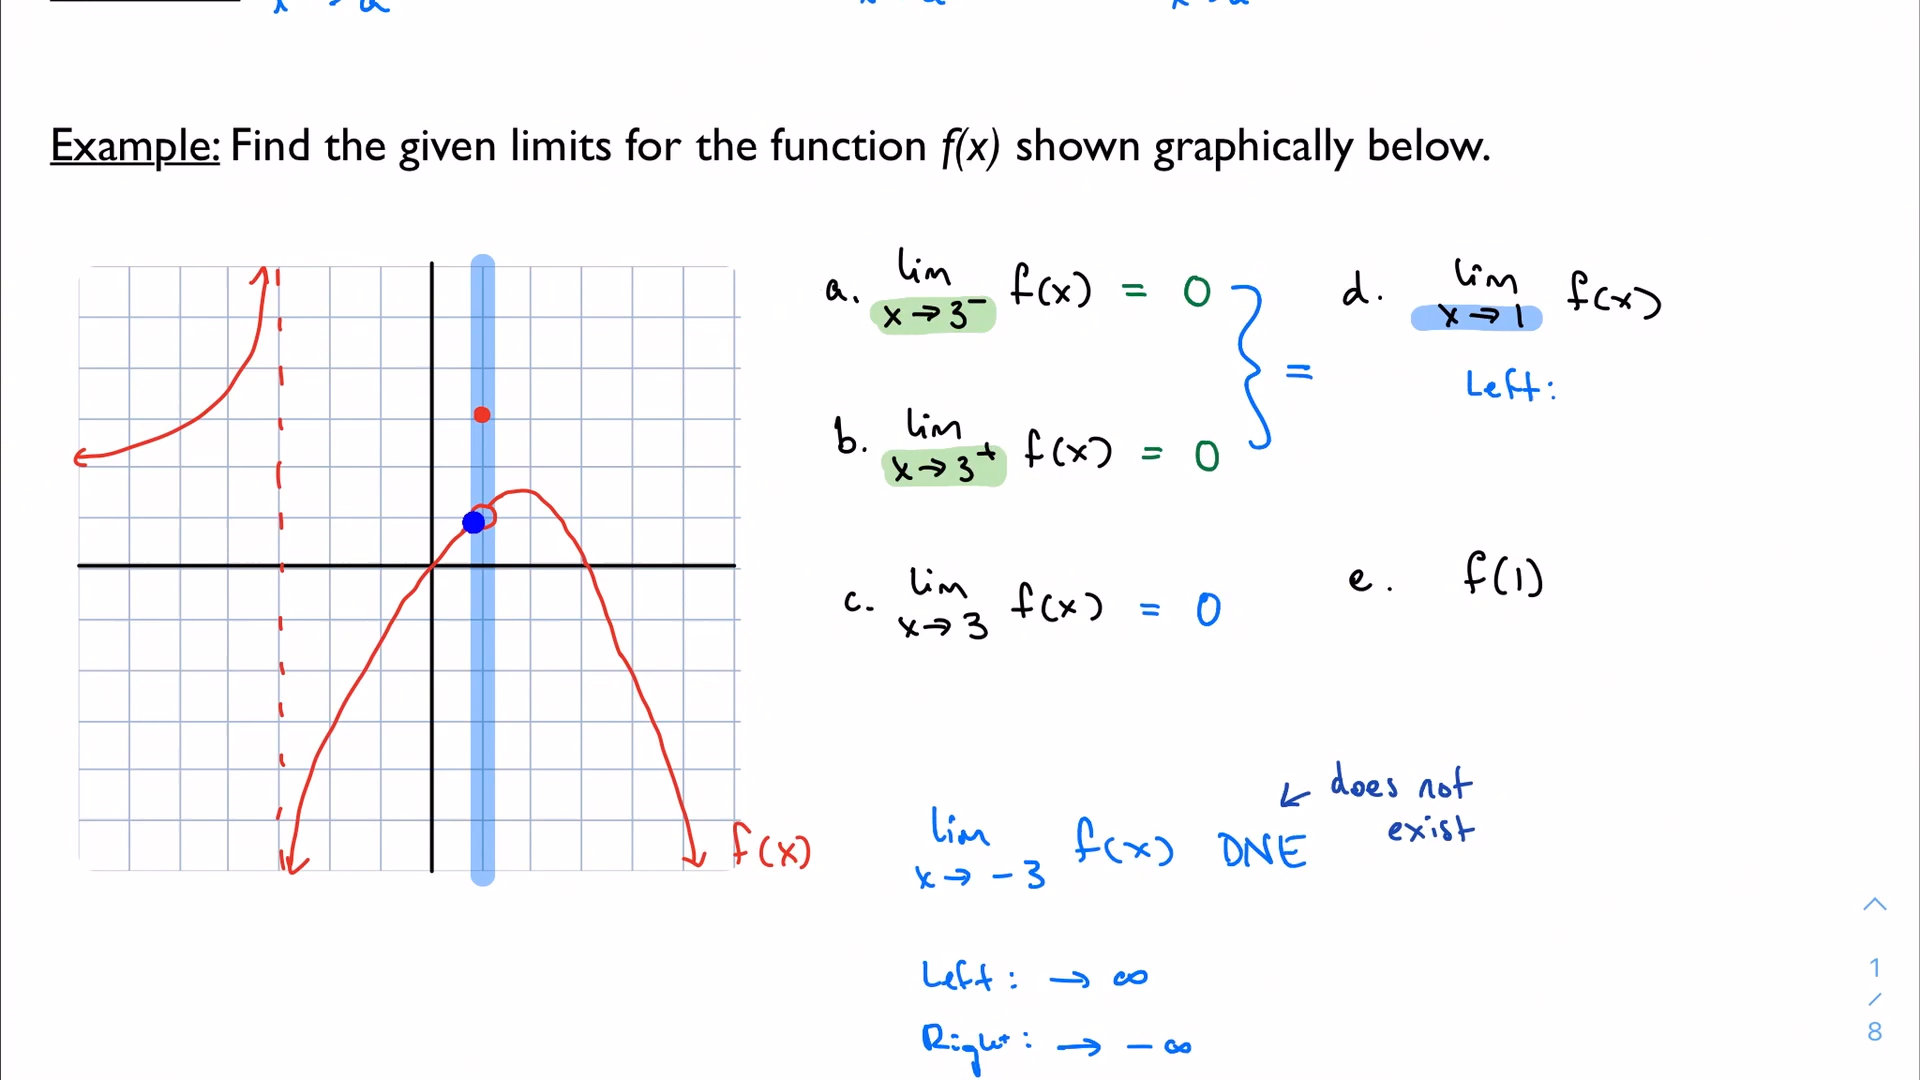 Example: Find the given limits for the function f(x) shown graphically below.
a. lim x→3⁻ f(x) = 0
b. lim x→3⁺ f(x) = 0
=
c. lim x→3 f(x) = 0
d. lim x→1 f(x)
Left:
e. f(1)
f(x)
lim x→-3 f(x) DNE
does not
exist
Left: → ∞
Right: → -∞
1
/
8